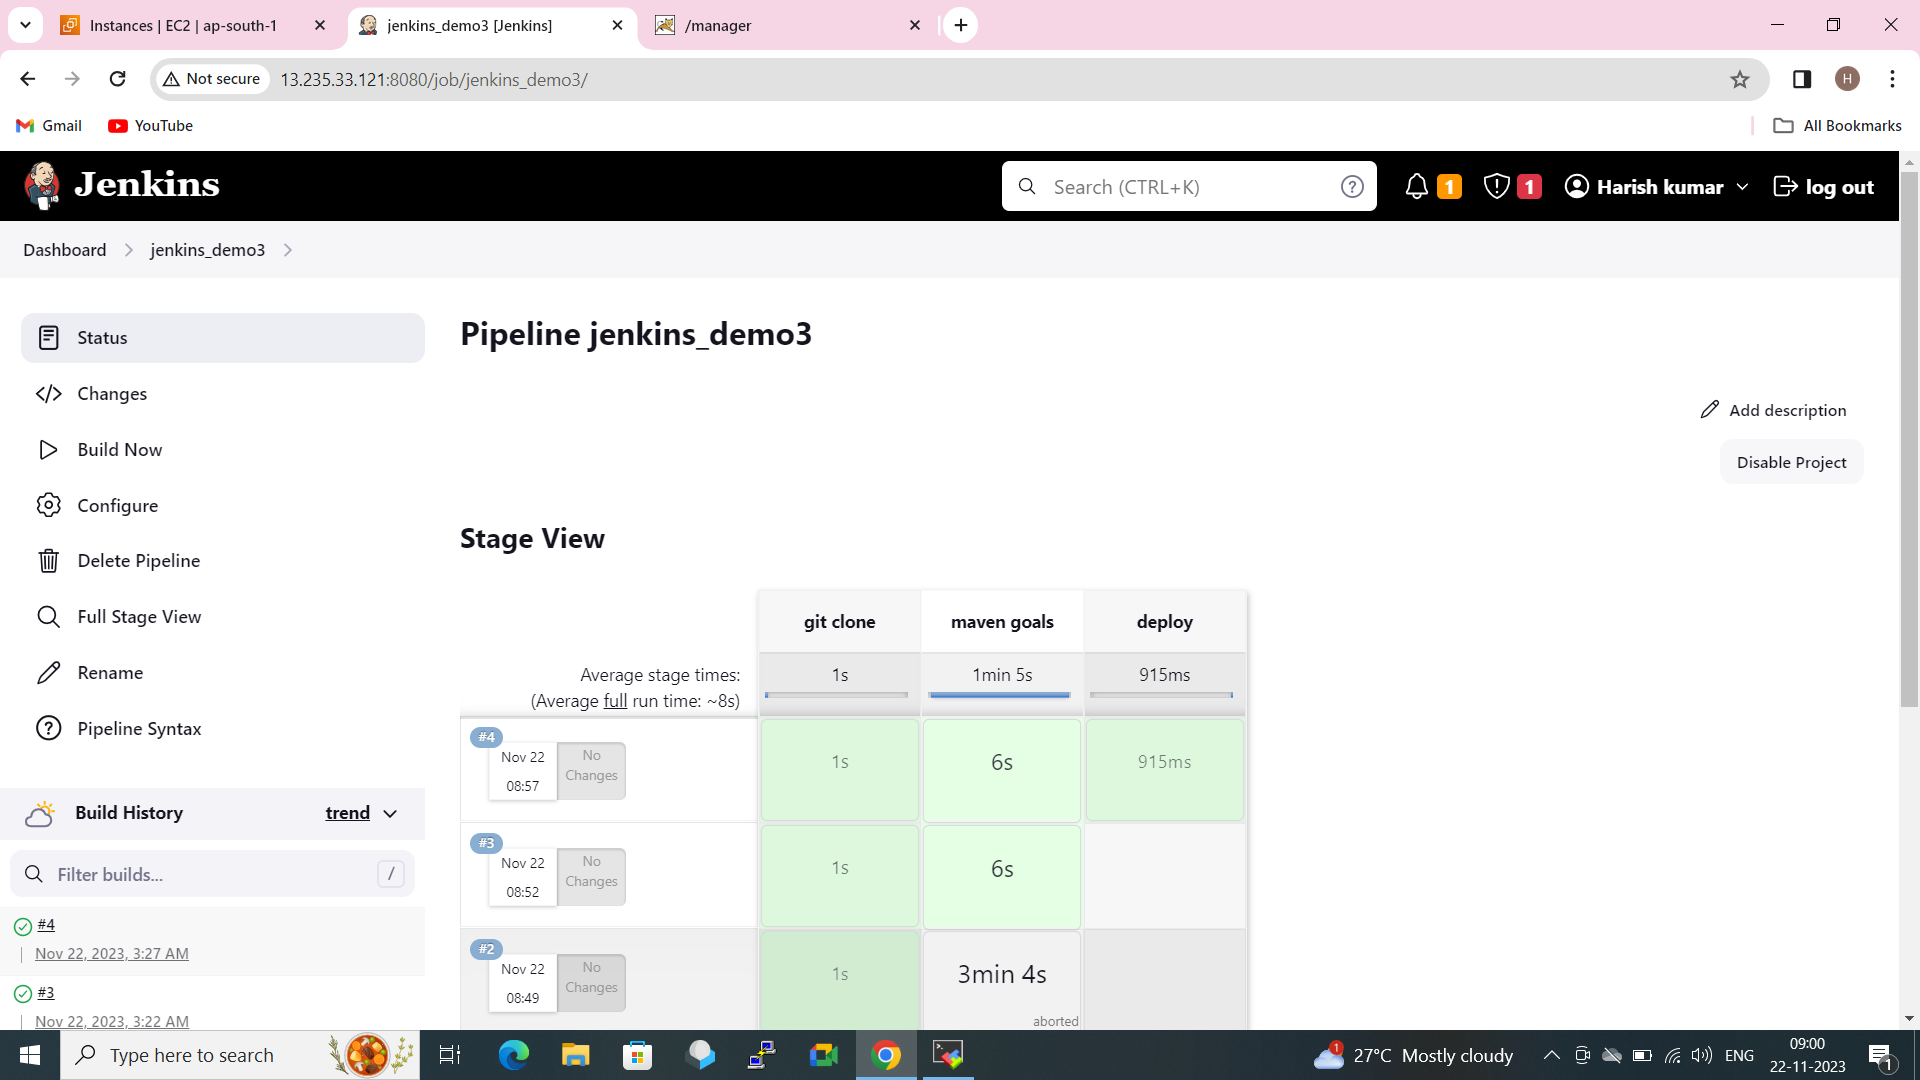 Instances | EC2 | ap-south-1
jenkins_demo3 [Jenkins]
/manager
Not secure
13.235.33.121:8080/job/jenkins_demo3/
H
Gmail
YouTube
All Bookmarks
Jenkins
Search (CTRL+K)
?
1
1
Harish kumar
log out
Dashboard
jenkins_demo3
Status
Changes
Build Now
Configure
Delete Pipeline
Full Stage View
Rename
Pipeline Syntax
Pipeline jenkins_demo3
Add description
Disable Project
Stage View
git clone
maven goals
deploy
Average stage times:
(Average full run time: ~8s)
1s
1min 5s
915ms
#4
Nov 22
08:57
No
Changes
1s
6s
915ms
#3
Nov 22
08:52
No
Changes
1s
6s
#2
Nov 22
08:49
No
Changes
1s
3min 4s
aborted
Build History
trend
Filter builds...
/
#4
Nov 22, 2023, 3:27 AM
#3
Nov 22, 2023, 3:22 AM
Type here to search
1
27°C Mostly cloudy
ENG
09:00
22-11-2023
1